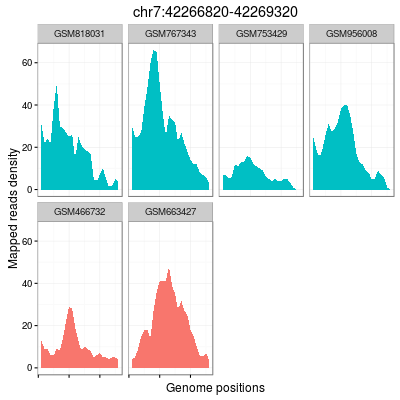 chr7:42266820-42269320
GSM818031 GSM767343 GSM753429 GSM956008
60
40
20
0
GSM466732 GSM663427
60
40
20
0
Mapped reads density
Genome positions